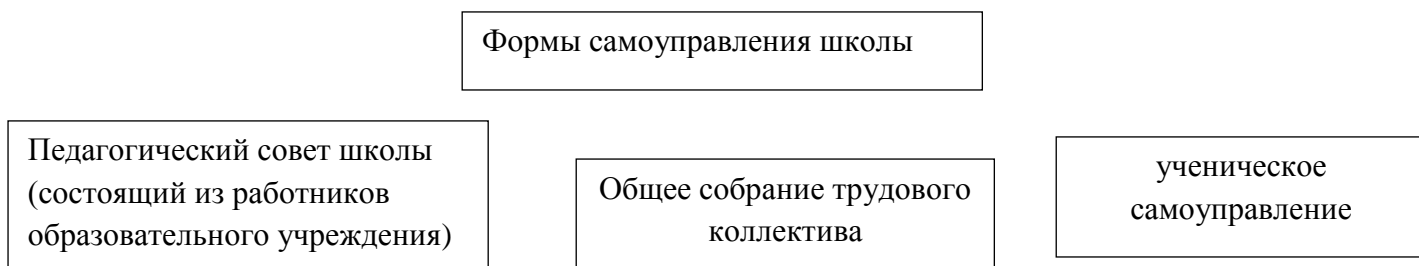 Формы самоуправления школы
Педагогический совет школы
(состоящий из работников
образовательного учреждения)
Общее собрание трудового
коллектива
ученическое
самоуправление